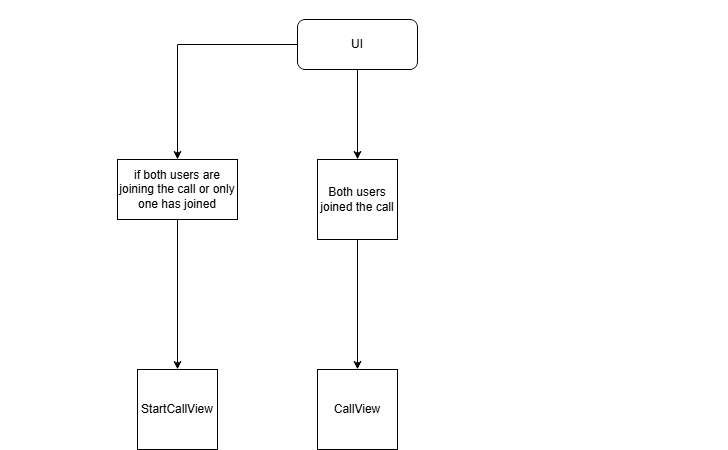 UI
if both users are
joining the call or only
one has joined
Both users
joined the call
StartCallView
CallView